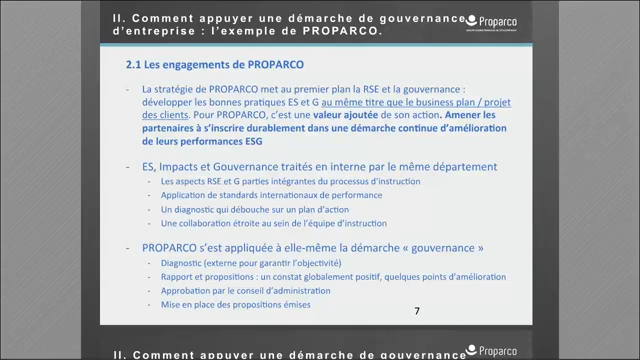 II. Comment appuyer une démarche de gouvernance
d'entreprise : l'exemple de PROPARCO.
Proparco
2.1 Les engagements de PROPARCO
- La stratégie de PROPARCO met au premier plan la RSE et la gouvernance :
développer les bonnes pratiques ES et G au même titre que le business plan / projet
des clients. Pour PROPARCO, c'est une valeur ajoutée de son action. Amener les
partenaires à s'inscrire durablement dans une démarche continue d'amélioration
de leurs performances ESG
- ES, Impacts et Gouvernance traités en interne par le même département
- Les aspects RSE et G parties intégrantes du processus d'instruction
- Application de standards internationaux de performance
- Un diagnostic qui débouche sur un plan d'action
- Une collaboration étroite au sein de l'équipe d'instruction
- PROPARCO s'est appliquée à elle-même la démarche « gouvernance »
- Diagnostic (externe pour garantir l'objectivité)
- Rapport et propositions : un constat globalement positif, quelques points d'amélioration
- Approbation par le conseil d'administration
- Mise en place des propositions émises
7
Proparco
II. Comment appuyer une démarche de gouvernance